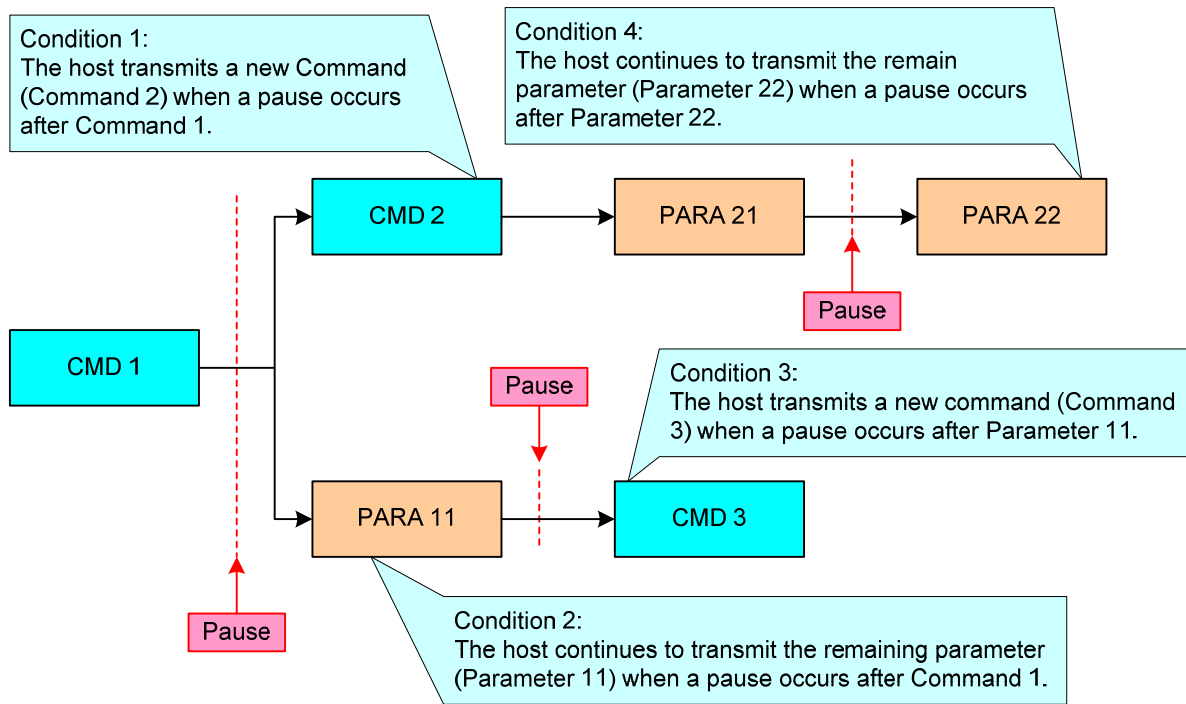 Condition 1:
The host transmits a new Command
(Command 2) when a pause occurs
after Command 1.
Condition 4:
The host continues to transmit the remain
parameter (Parameter 22) when a pause occurs
after Parameter 22.
CMD 2
PARA 21
PARA 22
Pause
CMD 1
Pause
Condition 3:
The host transmits a new command (Command
3) when a pause occurs after Parameter 11.
PARA 11
CMD 3
Pause
Condition 2:
The host continues to transmit the remaining parameter
(Parameter 11) when a pause occurs after Command 1.